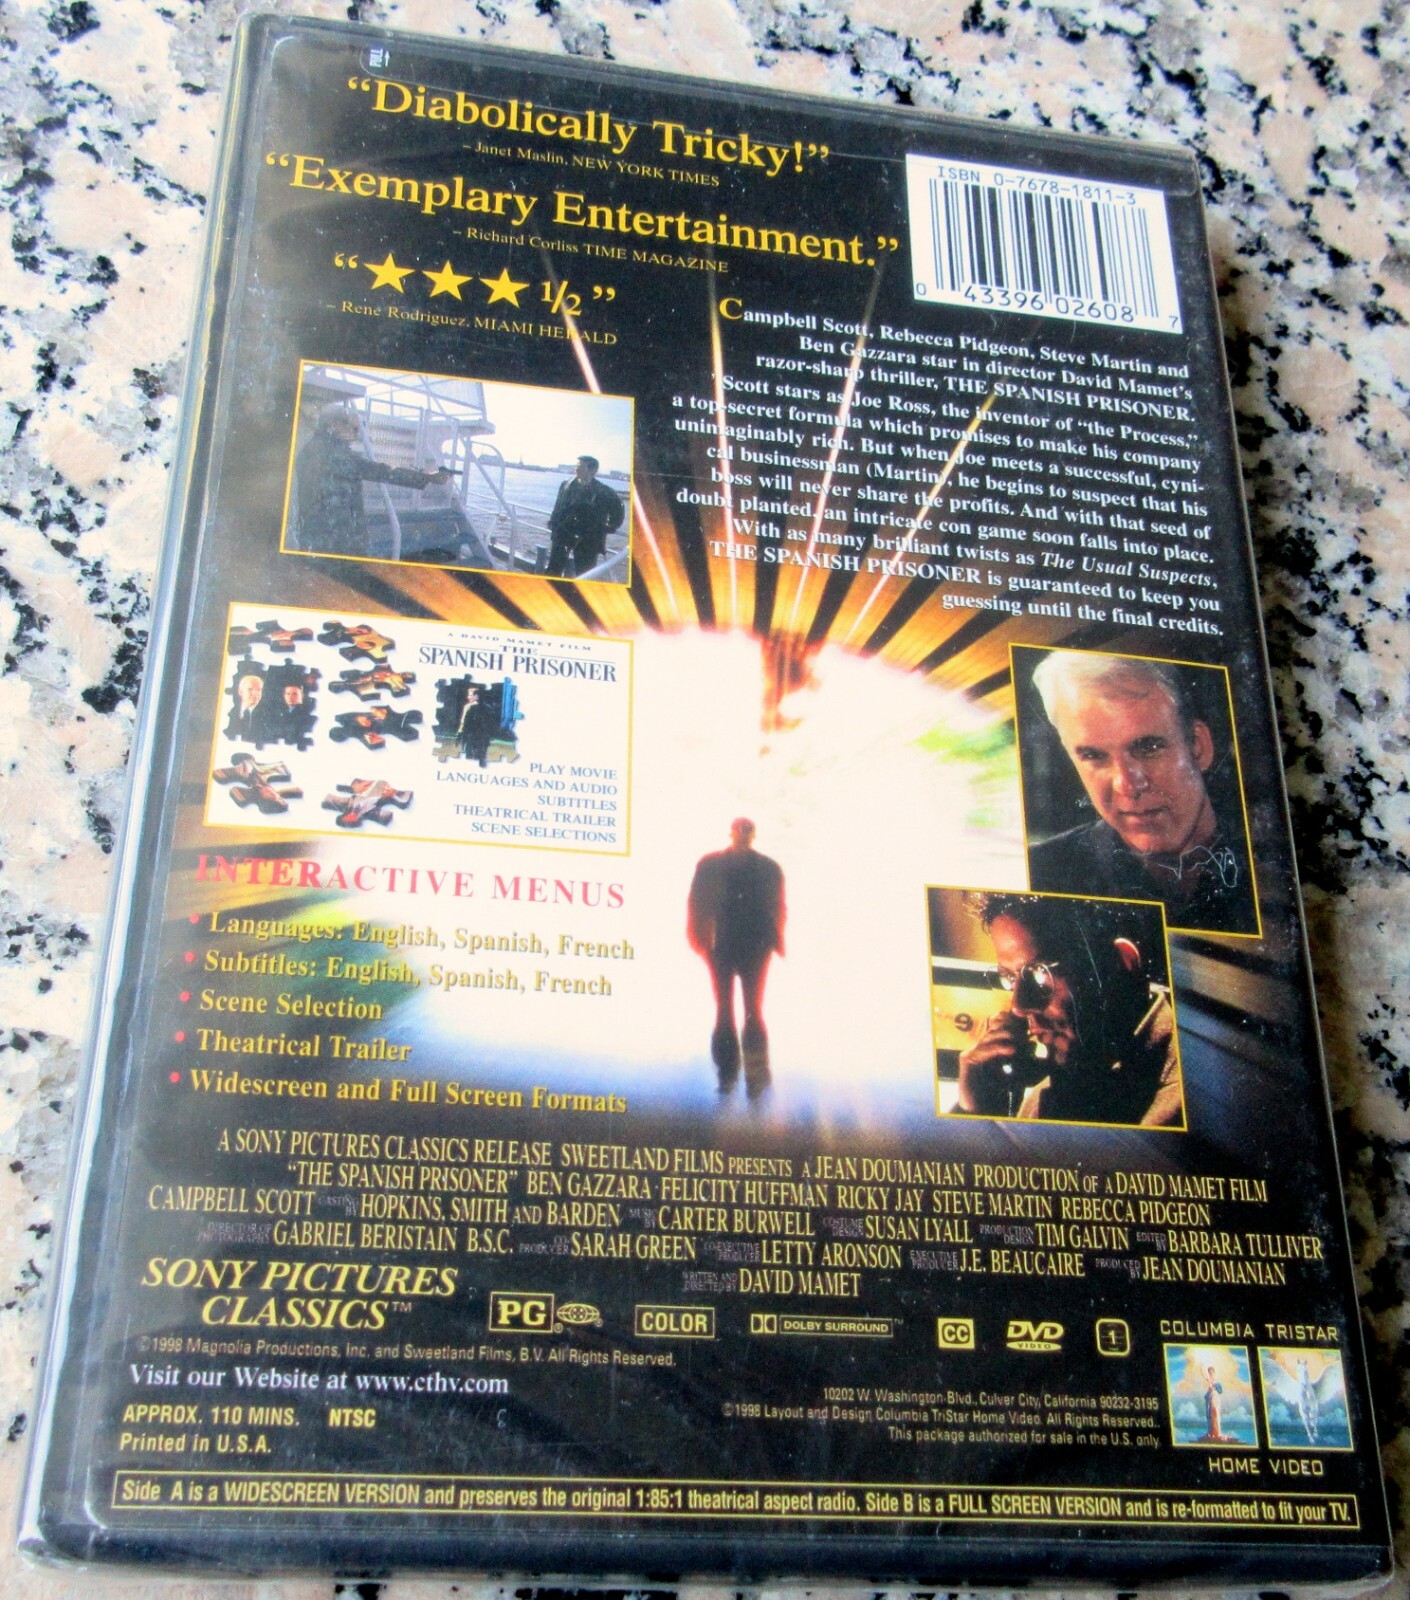 “Diabolically Tricky!”
– Janet Maslin, NEW YORK TIMES
“Exemplary Entertainment.”
– Richard Corliss TIME MAGAZINE
“★★★ 1/2”
– René Rodriguez, MIAMI HERALD
ISBN 0-7678-1811-3
0 43396 02608 7
Campbell Scott, Rebecca Pidgeon, Steve Martin and
Ben Gazzara star in director David Mamet's
razor-sharp thriller, THE SPANISH PRISONER.
Scott stars as Joe Ross, the inventor of “the Process,”
a top-secret formula which promises to make his company
unimaginably rich. But when Joe meets a successful, cyni-
cal businessman (Martin), he begins to suspect that his
boss will never share the profits. And with that seed of
doubt planted, an intricate con game soon falls into place.
With as many brilliant twists as The Usual Suspects,
THE SPANISH PRISONER is guaranteed to keep you
guessing until the final credits.
A DAVID MAMET FILM
THE
SPANISH PRISONER
PLAY MOVIE
LANGUAGES AND AUDIO
SUBTITLES
THEATRICAL TRAILER
SCENE SELECTIONS
9
INTERACTIVE MENUS
• Languages: English, Spanish, French
• Subtitles: English, Spanish, French
• Scene Selection
• Theatrical Trailer
• Widescreen and Full Screen Formats
A SONY PICTURES CLASSICS RELEASE SWEETLAND FILMS PRESENTS A JEAN DOUMANIAN PRODUCTION OF A DAVID MAMET FILM
“THE SPANISH PRISONER” BEN GAZZARA · FELICITY HUFFMAN RICKY JAY STEVE MARTIN REBECCA PIDGEON
CAMPBELL SCOTT CASTING BY HOPKINS, SMITH AND BARDEN MUSIC BY CARTER BURWELL COSTUME DESIGN SUSAN LYALL PRODUCTION DESIGN TIM GALVIN EDITED BY BARBARA TULLIVER
DIRECTOR OF PHOTOGRAPHY GABRIEL BERISTAIN B.S.C. CO-PRODUCER SARAH GREEN CO-EXECUTIVE PRODUCER LETTY ARONSON EXECUTIVE PRODUCER J.E. BEAUCAIRE PRODUCED BY JEAN DOUMANIAN
WRITTEN AND DIRECTED BY DAVID MAMET
SONY PICTURES
CLASSICS™
PG ® COLOR DOLBY SURROUND™ CC DVD VIDEO 1
COLUMBIA TRISTAR
HOME VIDEO
©1998 Magnolia Productions, Inc. and Sweetland Films, B.V. All Rights Reserved.
Visit our Website at www.cthv.com
APPROX. 110 MINS. NTSC
Printed in U.S.A.
10202 W. Washington Blvd., Culver City, California 90232-3195
©1998 Layout and Design Columbia TriStar Home Video. All Rights Reserved.
This package authorized for sale in the U.S. only.
Side A is a WIDESCREEN VERSION and preserves the original 1:85:1 theatrical aspect radio. Side B is a FULL SCREEN VERSION and is re-formatted to fit your TV.